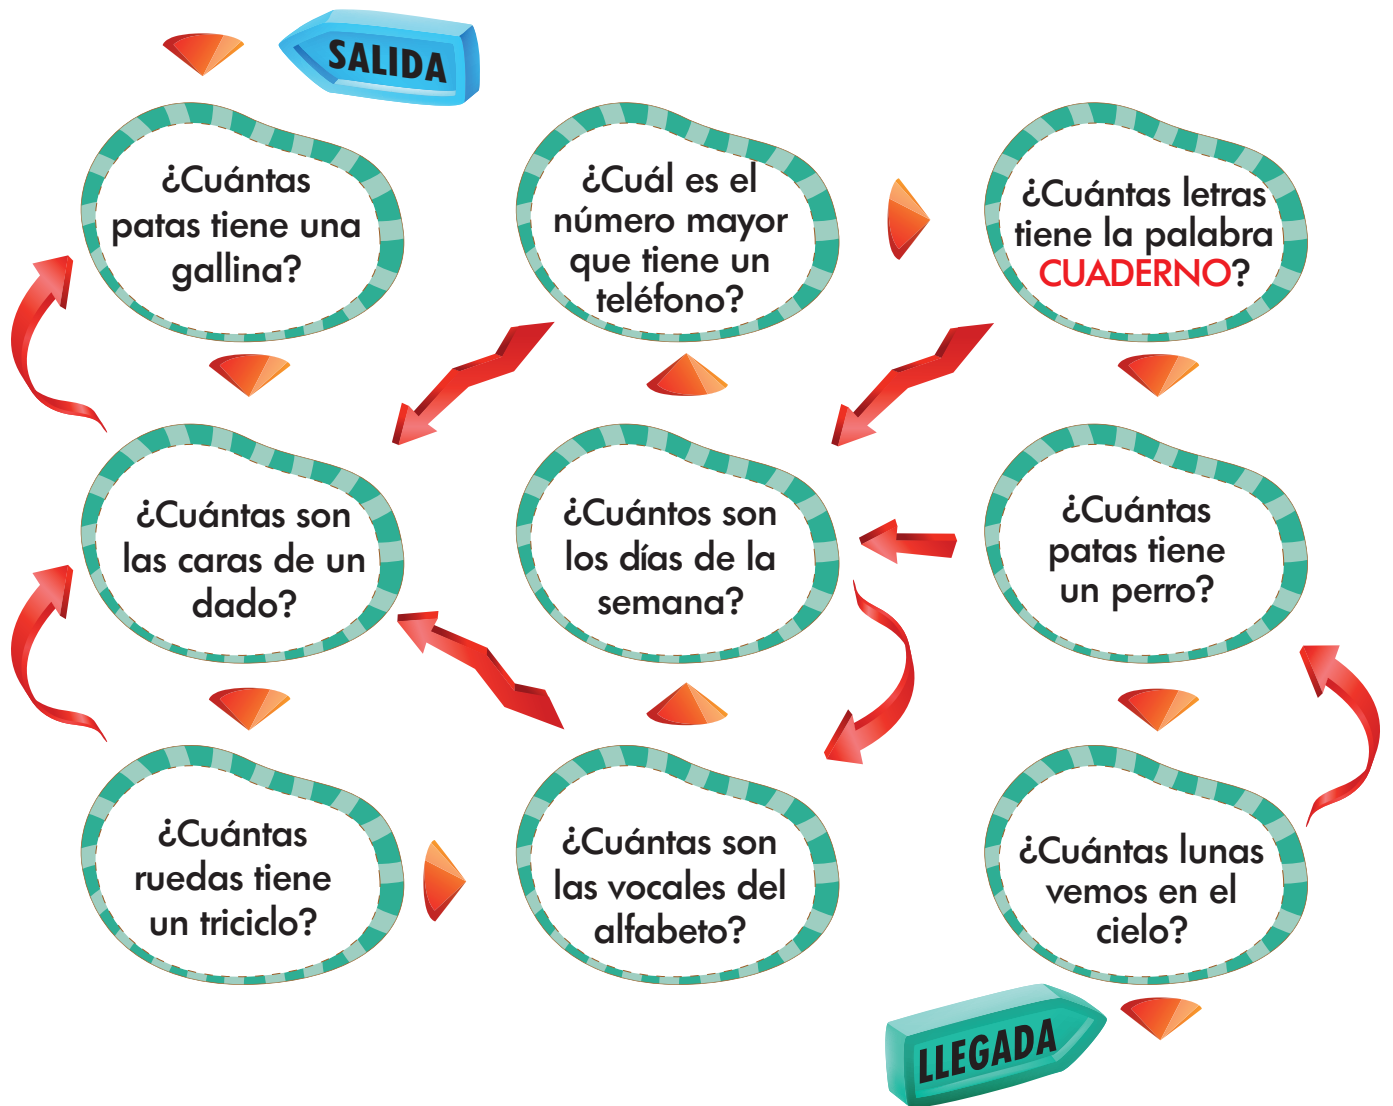 SALIDA
¿Cuántas
patas tiene una
gallina?
¿Cuál es el
número mayor
que tiene un
teléfono?
¿Cuántas letras
tiene la palabra
CUADERNO?
¿Cuántas son
las caras de un
dado?
¿Cuántos son
los días de la
semana?
¿Cuántas
patas tiene
un perro?
¿Cuántas
ruedas tiene
un triciclo?
¿Cuántas son
las vocales del
alfabeto?
¿Cuántas lunas
vemos en el
cielo?
LLEGADA